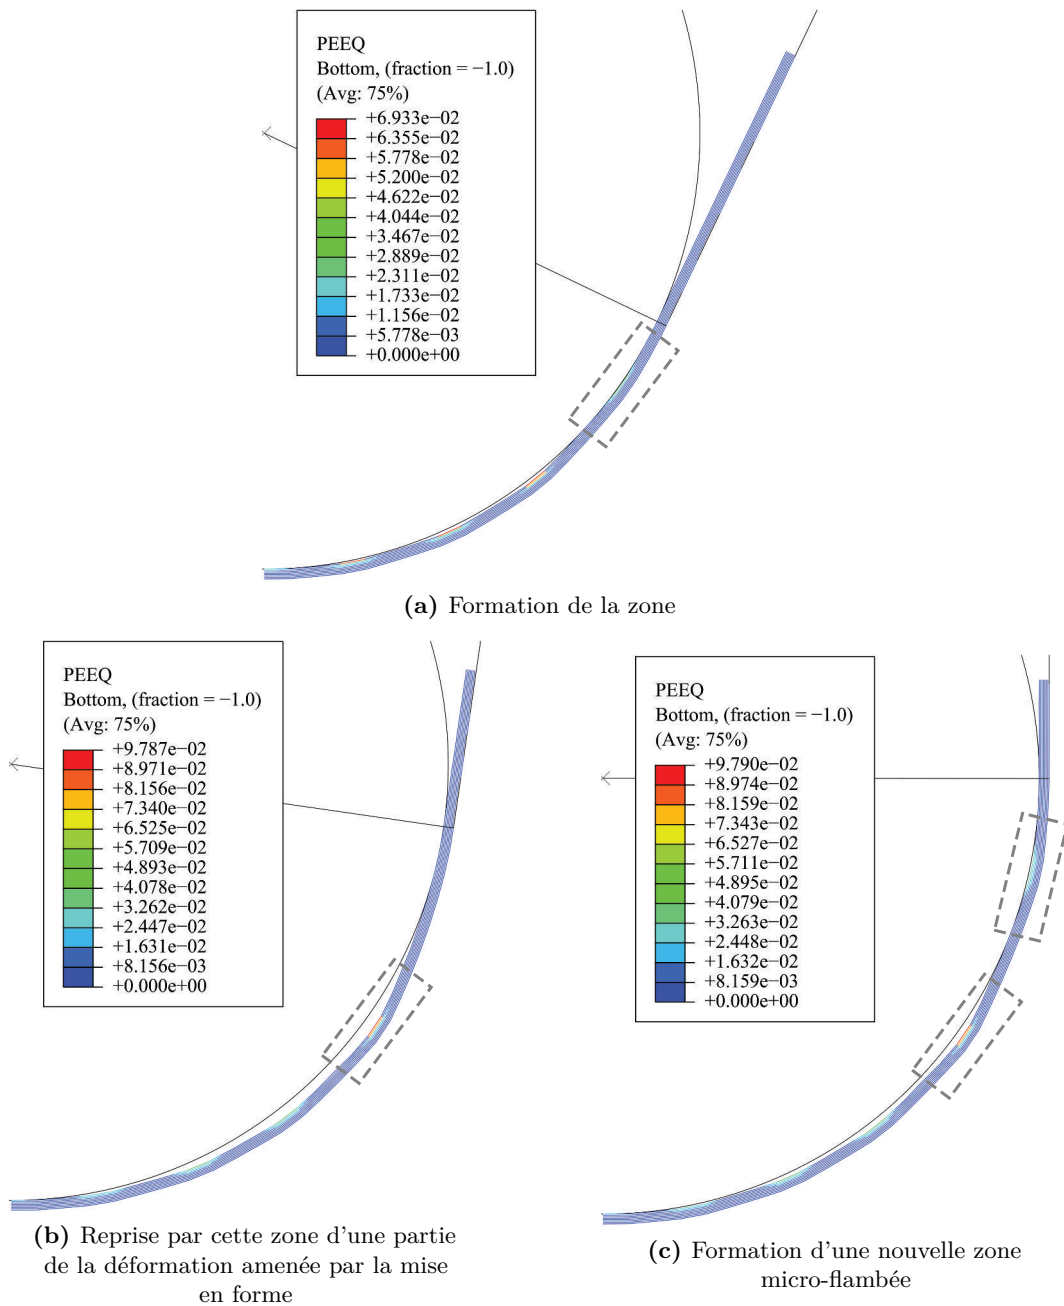 PEEQ
Bottom, (fraction = −1.0)
(Avg: 75%)
+6.933e−02
+6.355e−02
+5.778e−02
+5.200e−02
+4.622e−02
+4.044e−02
+3.467e−02
+2.889e−02
+2.311e−02
+1.733e−02
+1.156e−02
+5.778e−03
+0.000e+00
(a) Formation de la zone
PEEQ
Bottom, (fraction = −1.0)
(Avg: 75%)
+9.787e−02
+8.971e−02
+8.156e−02
+7.340e−02
+6.525e−02
+5.709e−02
+4.893e−02
+4.078e−02
+3.262e−02
+2.447e−02
+1.631e−02
+8.156e−03
+0.000e+00
(b) Reprise par cette zone d'une partie
de la déformation amenée par la mise
en forme
PEEQ
Bottom, (fraction = −1.0)
(Avg: 75%)
+9.790e−02
+8.974e−02
+8.159e−02
+7.343e−02
+6.527e−02
+5.711e−02
+4.895e−02
+4.079e−02
+3.263e−02
+2.448e−02
+1.632e−02
+8.159e−03
+0.000e+00
(c) Formation d'une nouvelle zone
micro-flambée